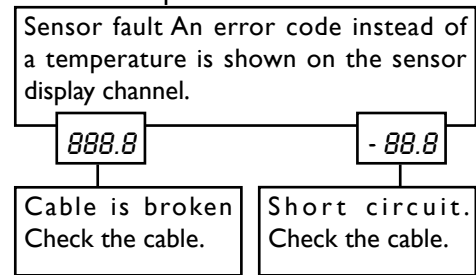 Sensor fault An error code instead of
a temperature is shown on the sensor
display channel.
888.8
- 88.8
Cable is broken
Check the cable.
Short circuit.
Check the cable.